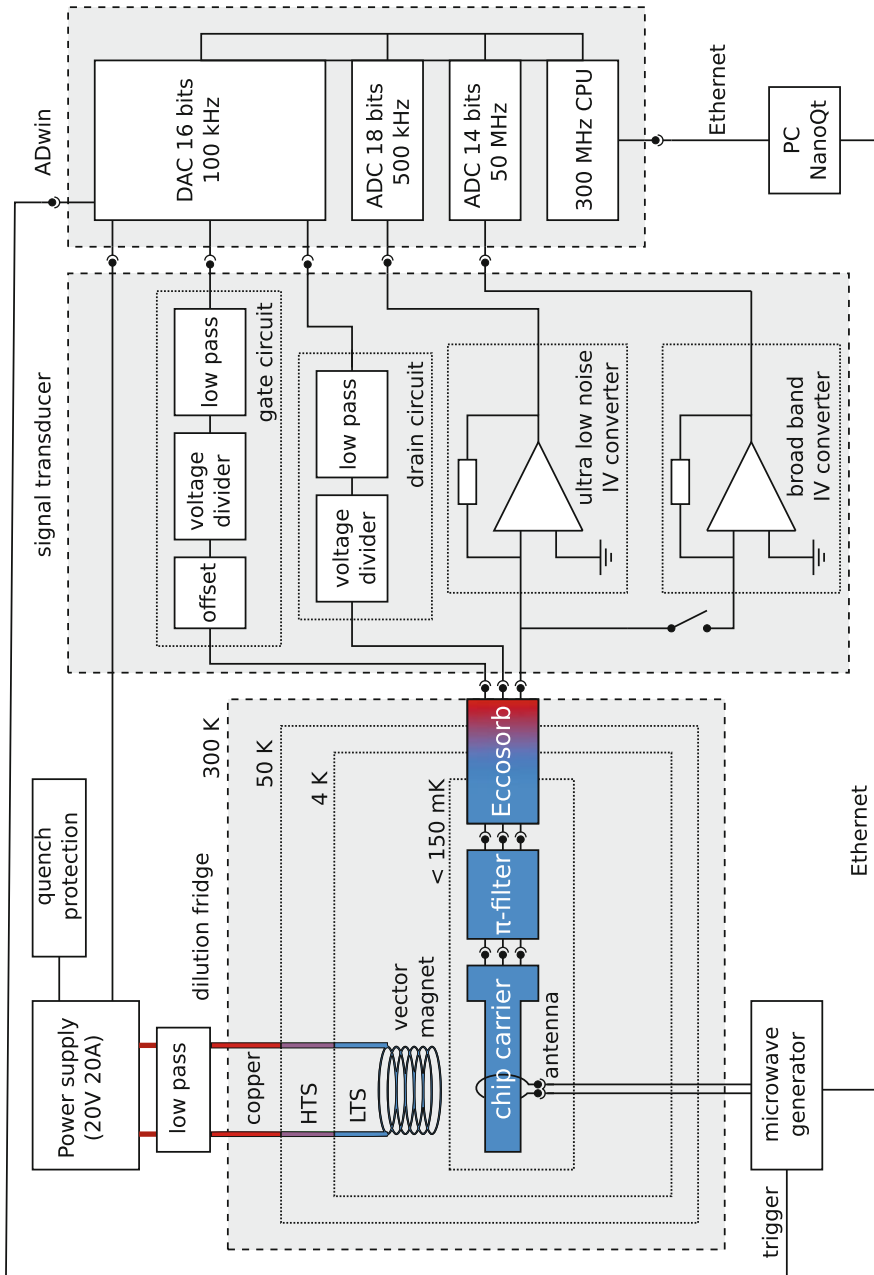 ADwin
DAC 16 bits
100 kHz
ADC 18 bits
500 kHz
ADC 14 bits
50 MHz
300 MHz CPU
Ethernet
PC
NanoQt
signal transducer
low pass
voltage
divider
offset
gate circuit
low pass
voltage
divider
drain circuit
ultra low noise
IV converter
broad band
IV converter
quench
protection
Power supply
(20V 20A)
low pass
dilution fridge
300 K
50 K
4 K
< 150 mK
copper
HTS
LTS
vector
magnet
Eccosorb
π-filter
chip carrier
antenna
microwave
generator
trigger
Ethernet